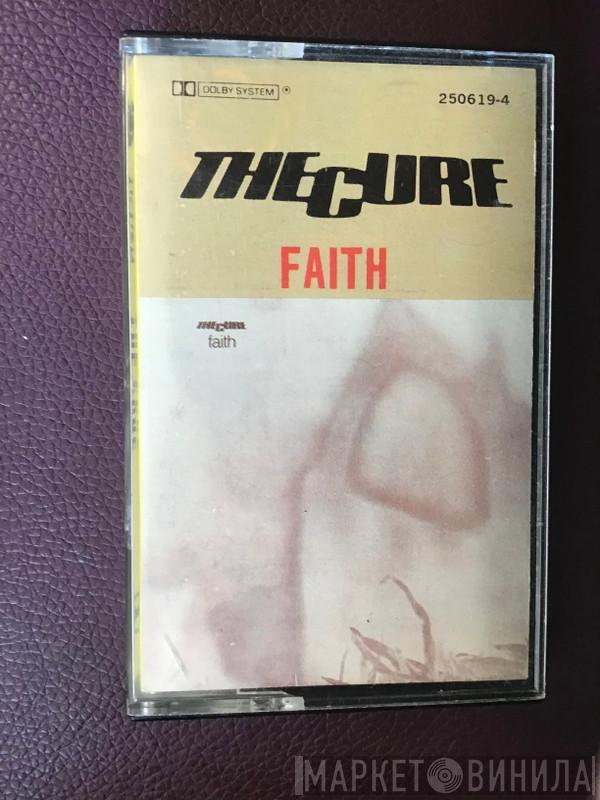 DOLBY SYSTEM ®
250619-4
THE CURE
FAITH
THE CURE
faith
МАРКЕТ ВИНИЛА